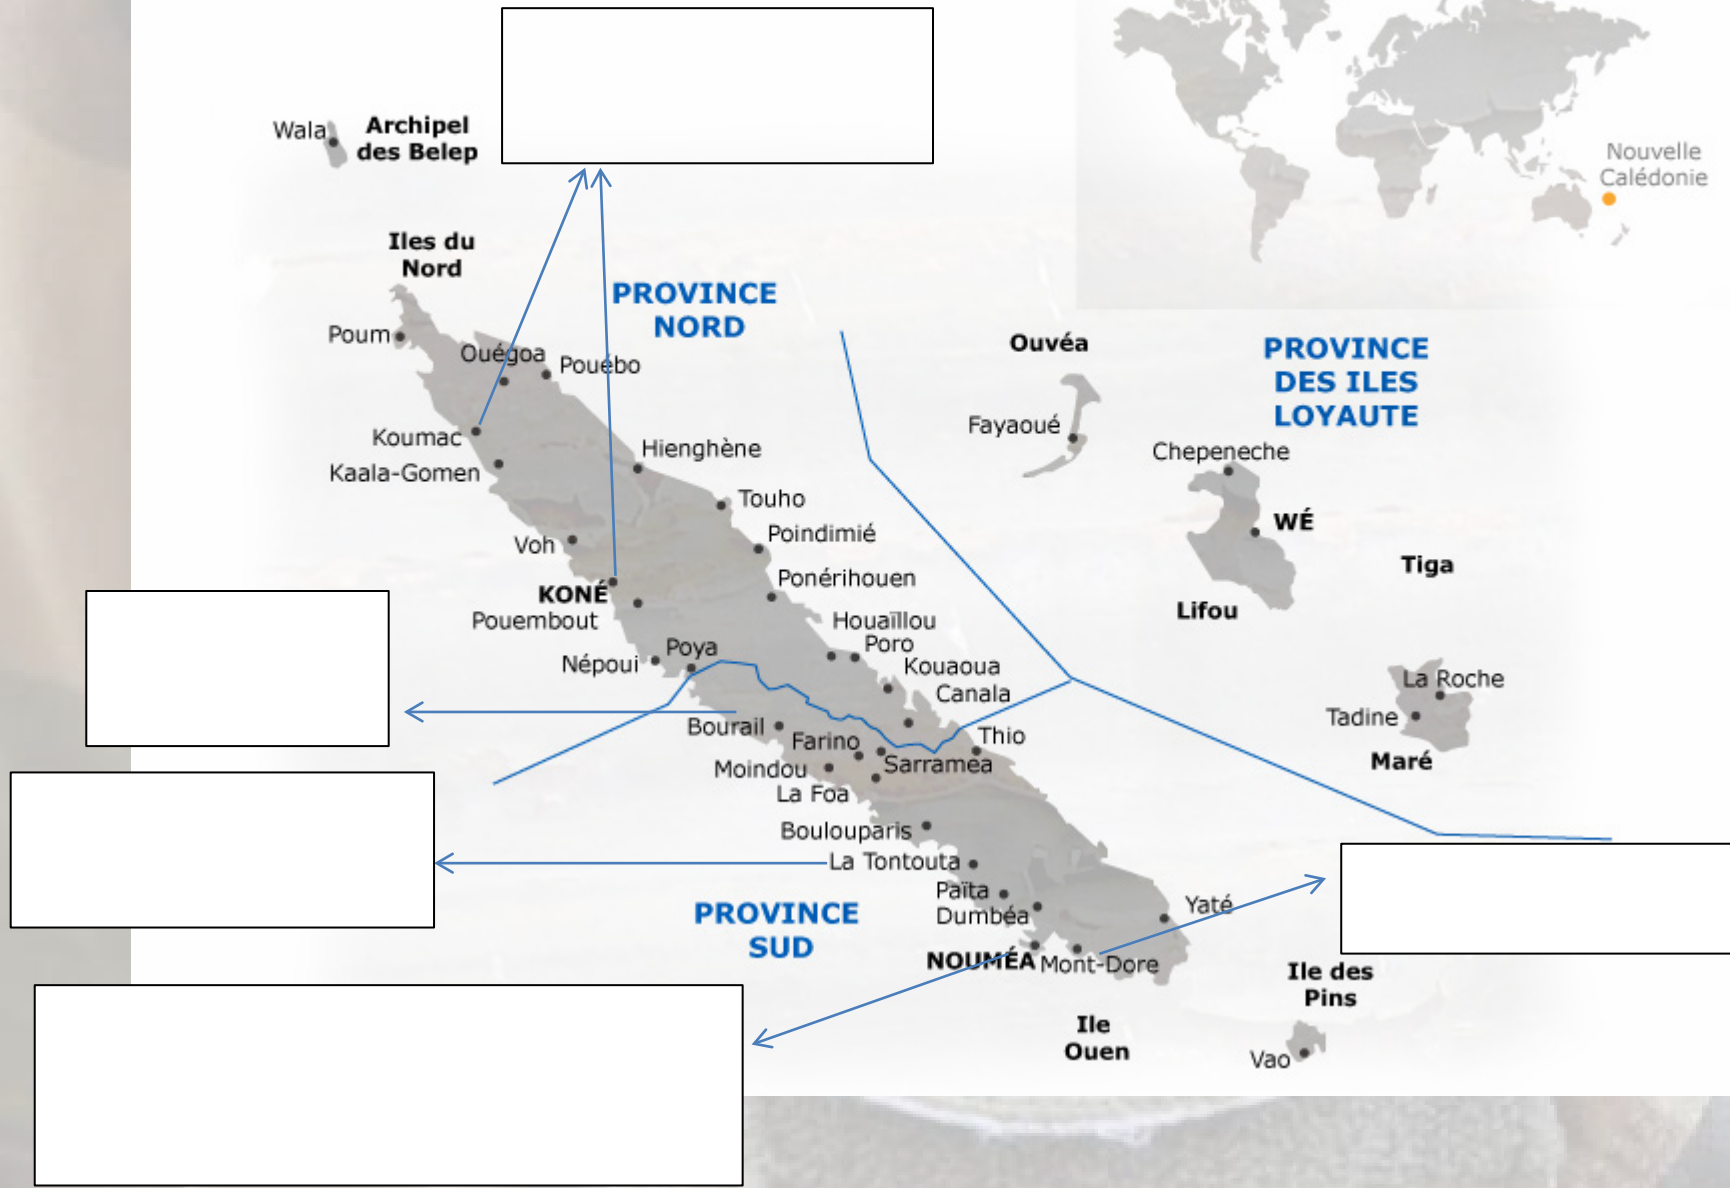 Wala
Archipel
des Belep
Nouvelle
Calédonie
Iles du
Nord
PROVINCE
NORD
Poum
Ouégoa
Pouébo
Ouvéa
PROVINCE
DES ILES
LOYAUTE
Fayaoué
Koumac
Kaala-Gomen
Hienghène
Chepeneche
Touho
WÉ
Voh
Poindimié
Tiga
KONÉ
Ponérihouen
Pouembout
Lifou
Houaïllou
Poro
Népoui
Poya
Kouaoua
Canala
La Roche
Tadine
Maré
Bourail
Farino
Thio
Moindou
Sarramea
La Foa
Boulouparis
La Tontouta
Païta
Dumbéa
Yaté
PROVINCE
SUD
NOUMÉA
Mont-Dore
Ile des
Pins
Ile
Ouen
Vao